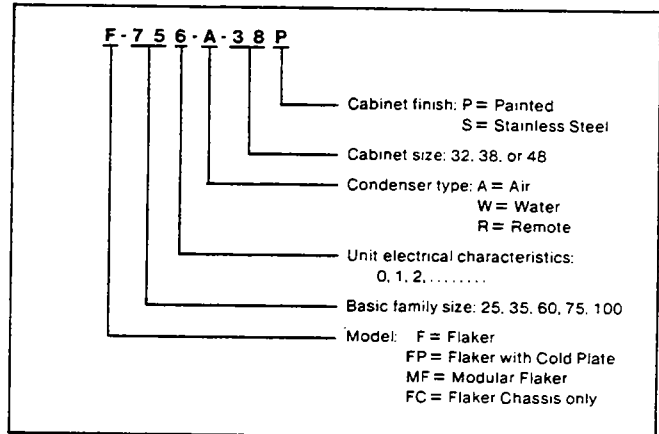 F-756-A-38P
Cabinet finish: P = Painted
S = Stainless Steel
Cabinet size: 32, 38, or 48
Condenser type: A = Air
W = Water
R = Remote
Unit electrical characteristics:
0, 1, 2, ........
Basic family size: 25, 35, 60, 75, 100
Model: F = Flaker
FP = Flaker with Cold Plate
MF = Modular Flaker
FC = Flaker Chassis only